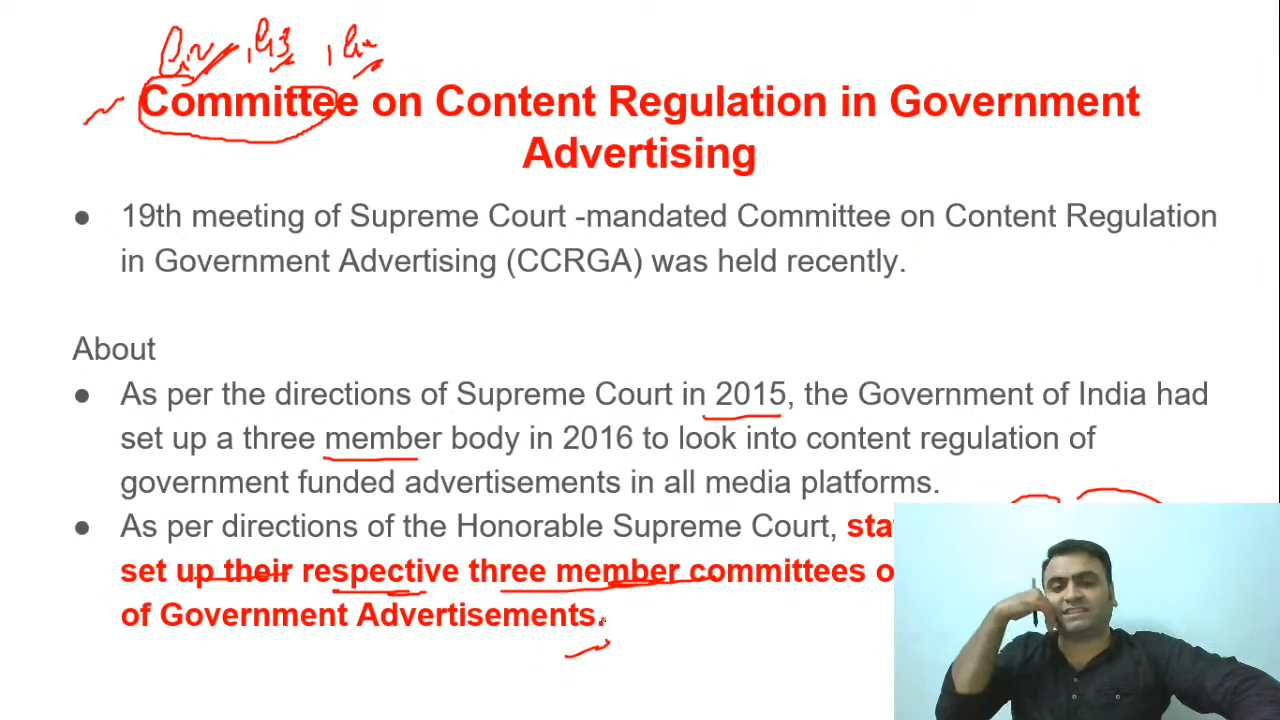 Committee on Content Regulation in Government
Advertising
● 19th meeting of Supreme Court -mandated Committee on Content Regulation
in Government Advertising (CCRGA) was held recently.
About
● As per the directions of Supreme Court in 2015, the Government of India had
set up a three member body in 2016 to look into content regulation of
government funded advertisements in all media platforms.
● As per directions of the Honorable Supreme Court,
set up their respective three member committees
of Government Advertisements.